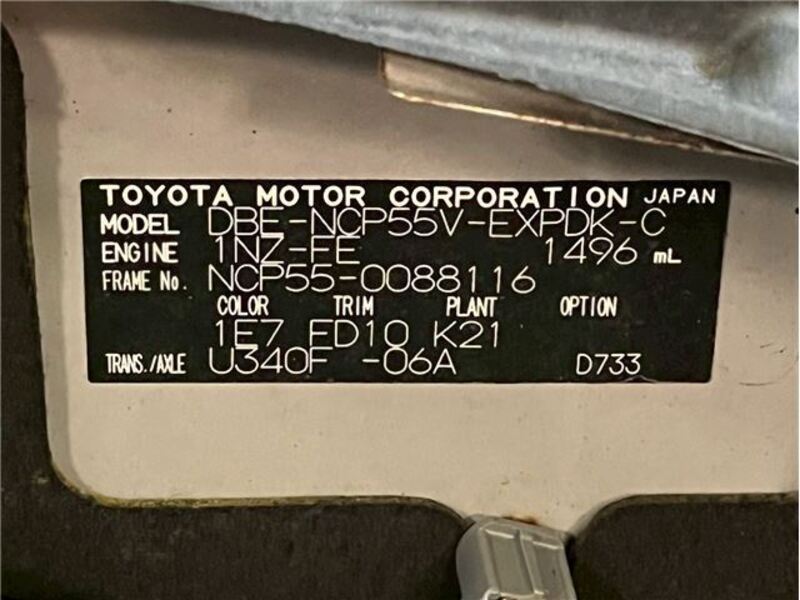 TOYOTA MOTOR CORPORATION JAPAN
MODEL DBE-NCP55V-EXPDK-C
ENGINE 1NZ-FE 1496 mL
FRAME No. NCP55-0088116
COLOR TRIM PLANT OPTION
1E7 FD10 K21
TRANS./AXLE U340F -06A D733